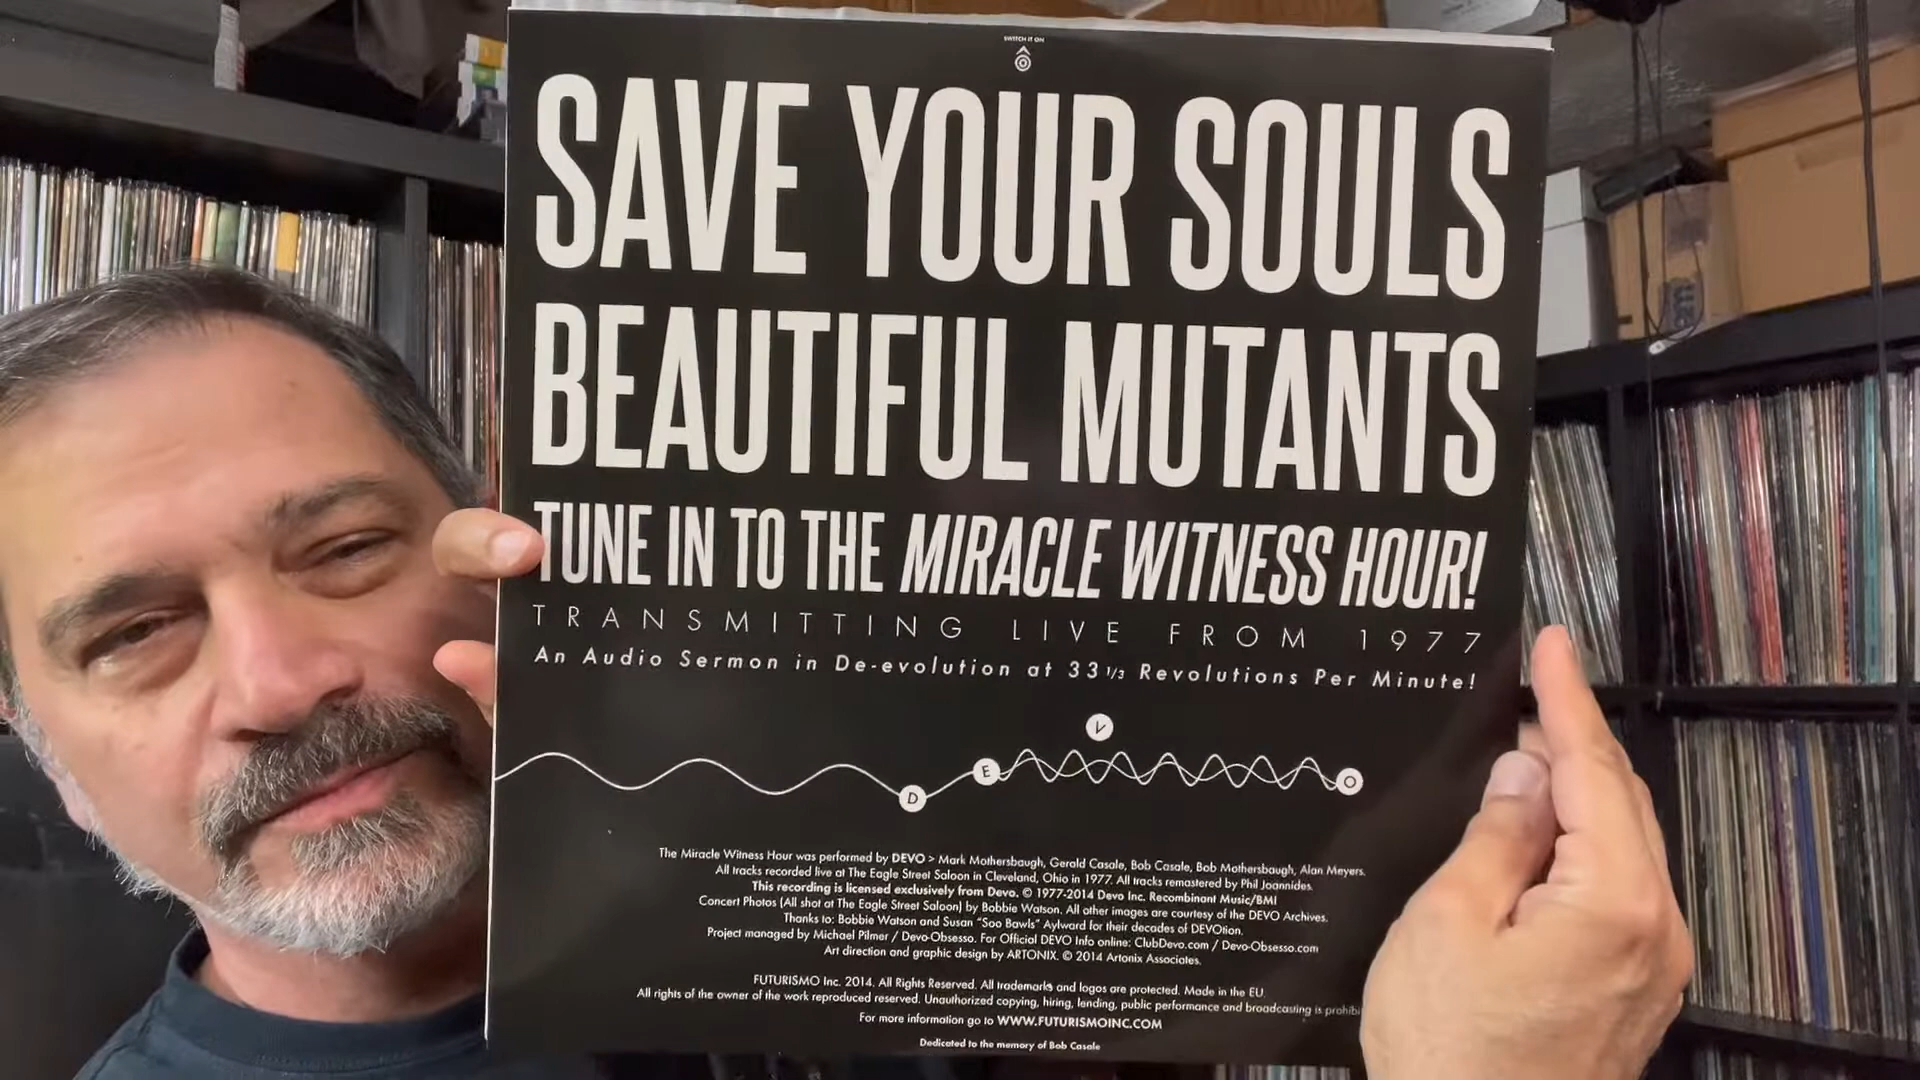 SWITCH IT ON
SAVE YOUR SOULS
BEAUTIFUL MUTANTS
TUNE IN TO THE MIRACLE WITNESS HOUR!
TRANSMITTING LIVE FROM 1977
An Audio Sermon in De-evolution at 33 1/3 Revolutions Per Minute!
D E V O
The Miracle Witness Hour was performed by DEVO > Mark Mothersbaugh, Gerald Casale, Bob Casale, Bob Mothersbaugh, Alan Meyers.
All tracks recorded live at The Eagle Street Saloon in Cleveland, Ohio in 1977. All tracks remastered by Phil Joannides.
This recording is licensed exclusively from Devo. © 1977-2014 Devo Inc. Recombinant Music/BMI
Concert Photos (All shot at The Eagle Street Saloon) by Bobbie Watson. All other images are courtesy of the DEVO Archives.
Thanks to: Bobbie Watson and Susan "Soo Bawls" Aylward for their decades of DEVOtion.
Project managed by Michael Pilmer / Devo-Obsesso. For Official DEVO Info online: ClubDevo.com / Devo-Obsesso.com
Art direction and graphic design by ARTONIX. © 2014 Artonix Associates.
FUTURISMO Inc. 2014. All Rights Reserved. All trademarks and logos are protected. Made in the EU.
All rights of the owner of the work reproduced reserved. Unauthorized copying, hiring, lending, public performance and broadcasting is prohibi
For more information go to WWW.FUTURISMOINC.COM
Dedicated to the memory of Bob Casale